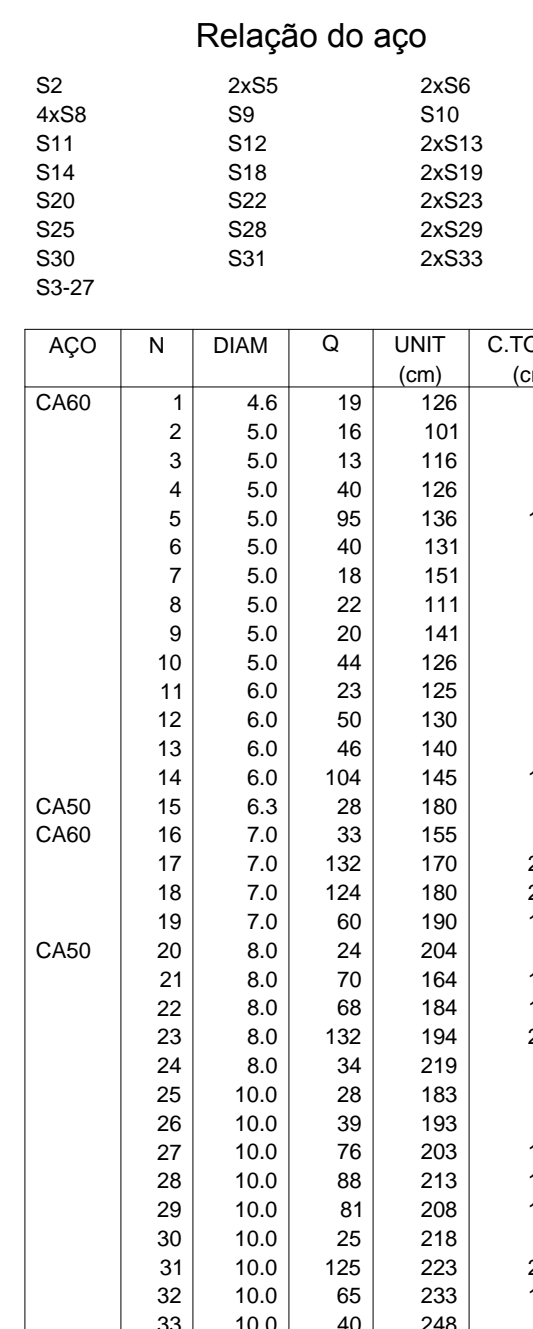 Relação do aço
S2 2xS5 2xS6
4xS8 S9 S10
S11 S12 2xS13
S14 S18 2xS19
S20 S22 2xS23
S25 S28 2xS29
S30 S31 2xS33
S3-27
AÇO N DIAM Q UNIT
(cm)
CA60 1 4.6 19 126
2 5.0 16 101
3 5.0 13 116
4 5.0 40 126
5 5.0 95 136
6 5.0 40 131
7 5.0 18 151
8 5.0 22 111
9 5.0 20 141
10 5.0 44 126
11 6.0 23 125
12 6.0 50 130
13 6.0 46 140
14 6.0 104 145
CA50 15 6.3 28 180
CA60 16 7.0 33 155
17 7.0 132 170
18 7.0 124 180
19 7.0 60 190
CA50 20 8.0 24 204
21 8.0 70 164
22 8.0 68 184
23 8.0 132 194
24 8.0 34 219
25 10.0 28 183
26 10.0 39 193
27 10.0 76 203
28 10.0 88 213
29 10.0 81 208
30 10.0 25 218
31 10.0 125 223
32 10.0 65 233
33 10.0 40 248